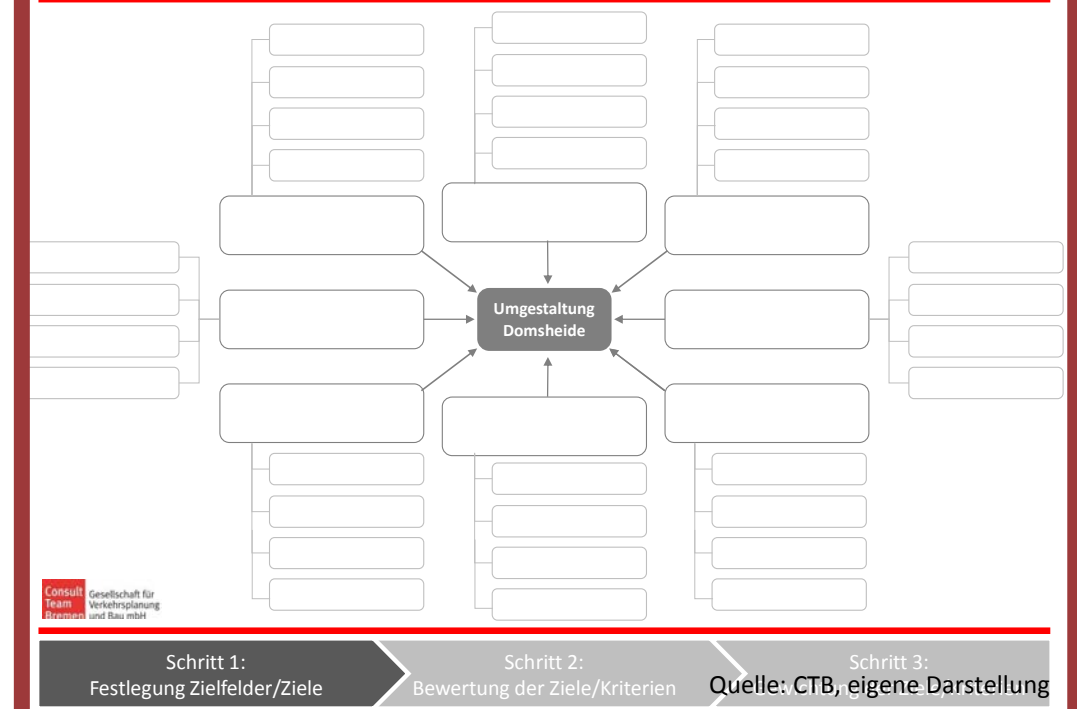 Umgestaltung
Domsheide
Consult
Team
Bremen
Gesellschaft für
Verkehrsplanung
und Bau mbH
Schritt 1:
Festlegung Zielfelder/Ziele
Schritt 2:
Bewertung der Ziele/Kriterien
Schritt 3:
Quelle: CTB, eigene Darstellung